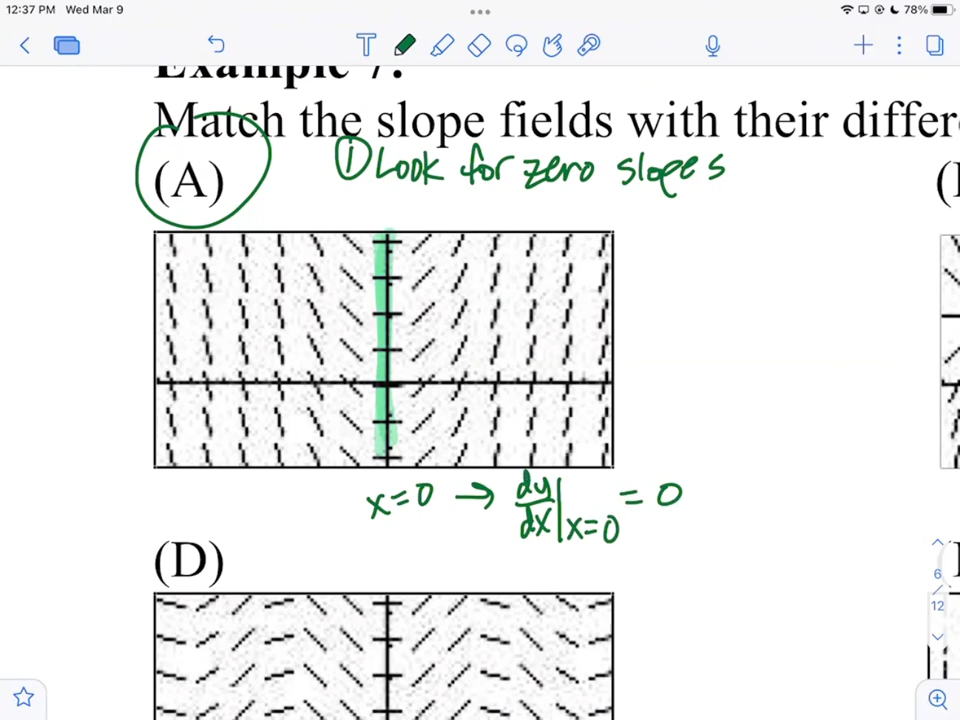 12:37 PM Wed Mar 9
78%
T
Example 7:
Match the slope fields with their differ
(A)
① Look for zero slopes
x=0 → dy/dx|x=0 = 0
(D)
6
12